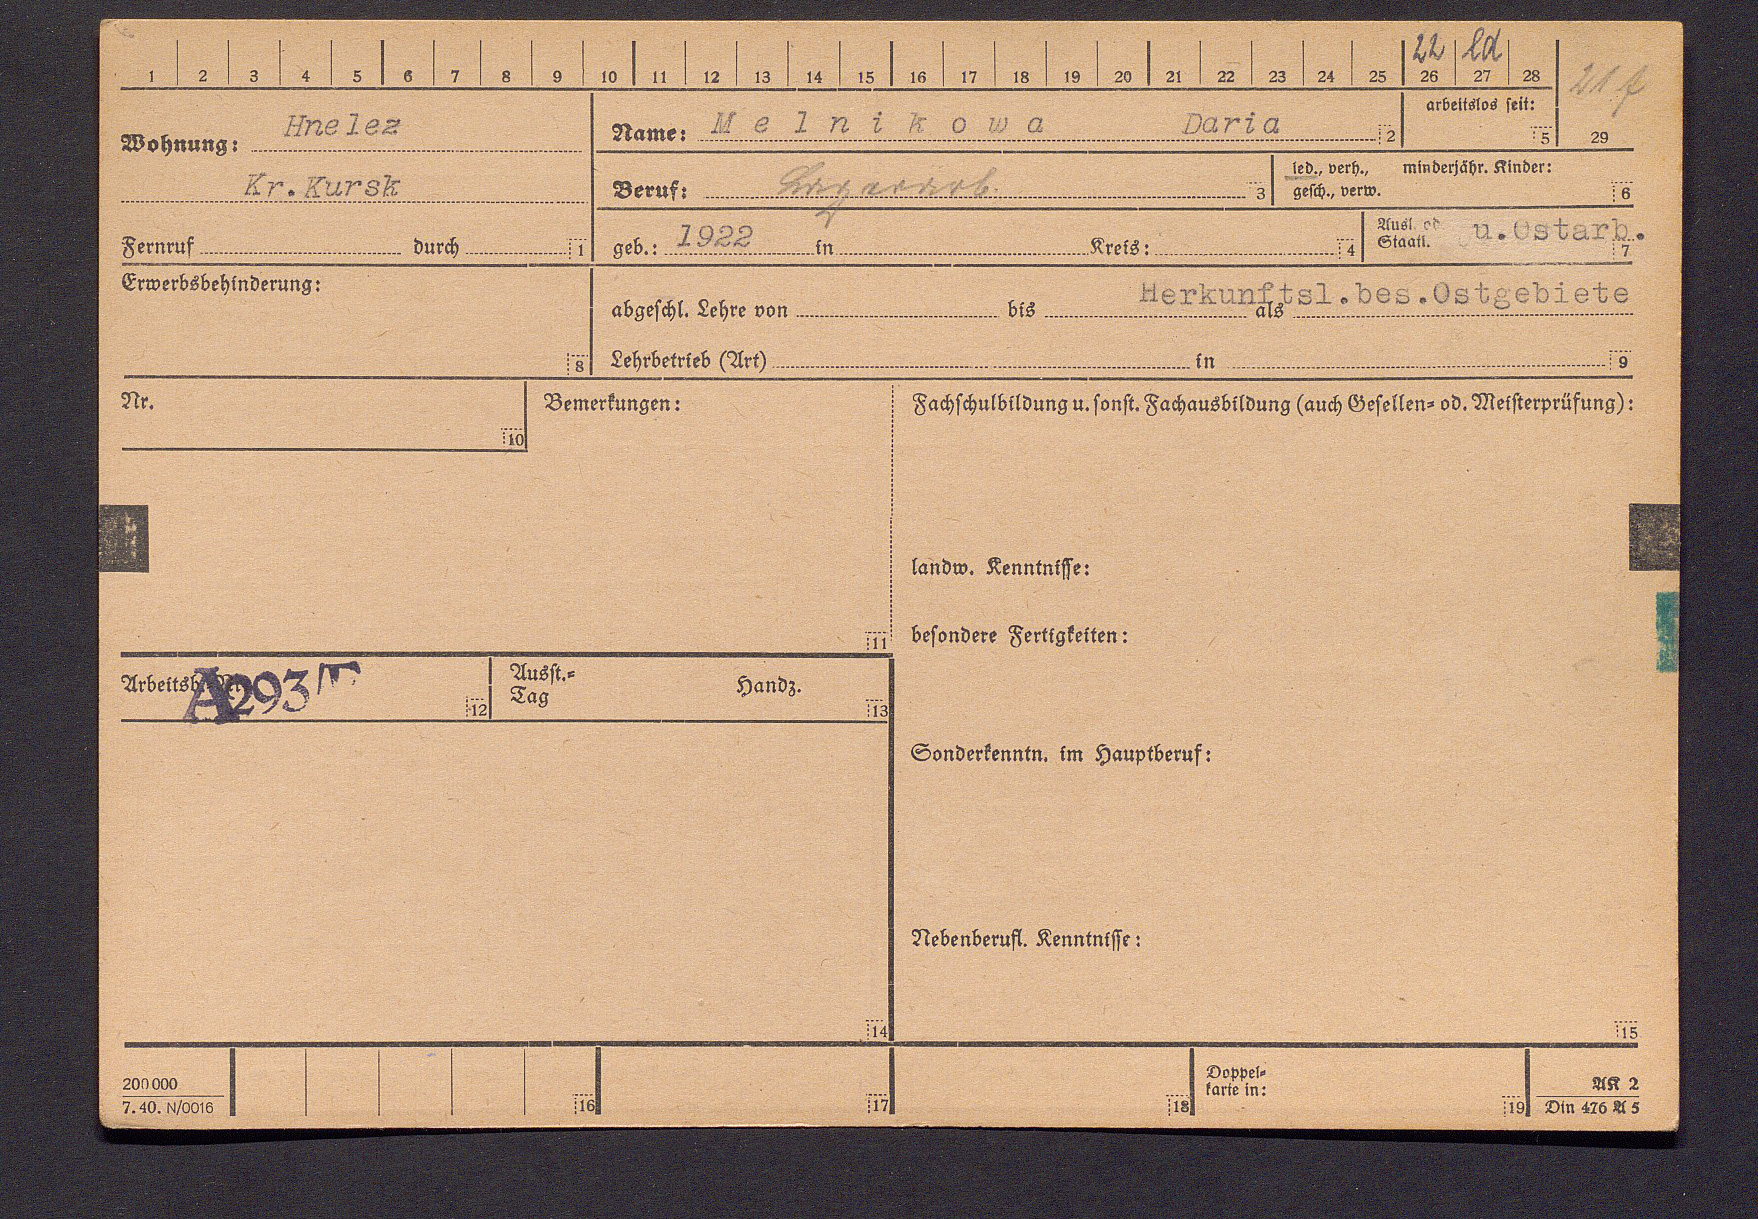 22 ld
1 2 3 4 5 6 7 8 9 10 11 12 13 14 15 16 17 18 19 20 21 22 23 24 25 26 27 28
arbeitslos seit: 5
29
Wohnung: Hnelez
Kr. Kursk
Fernruf durch 1
Name: Melnikowa Daria 2
Beruf: Lagerarb. 3
led., verh., gesch., verw.
minderjähr. Kinder: 6
geb.: 1922 in Kreis: 4
Ausl. od. Staatl. u.Ostarb. 7
Erwerbsbehinderung: 8
Herkunftsl.bes.Ostgebiete
abgeschl. Lehre von bis als
Lehrbetrieb (Art) in 9
Nr. 10
Bemerkungen: 11
Fachschulbildung u. sonst. Fachausbildung (auch Gesellen- od. Meisterprüfung):
landw. Kenntnisse:
besondere Fertigkeiten:
A293/T 12
Ausst.-
Tag
Handz. 13
Sonderkenntn. im Hauptberuf:
Nebenberufl. Kenntnisse:
14
15
200 000
7. 40. N/0016
16
17
18
Doppel-
karte in: 19
AK 2
Din 476 A 5